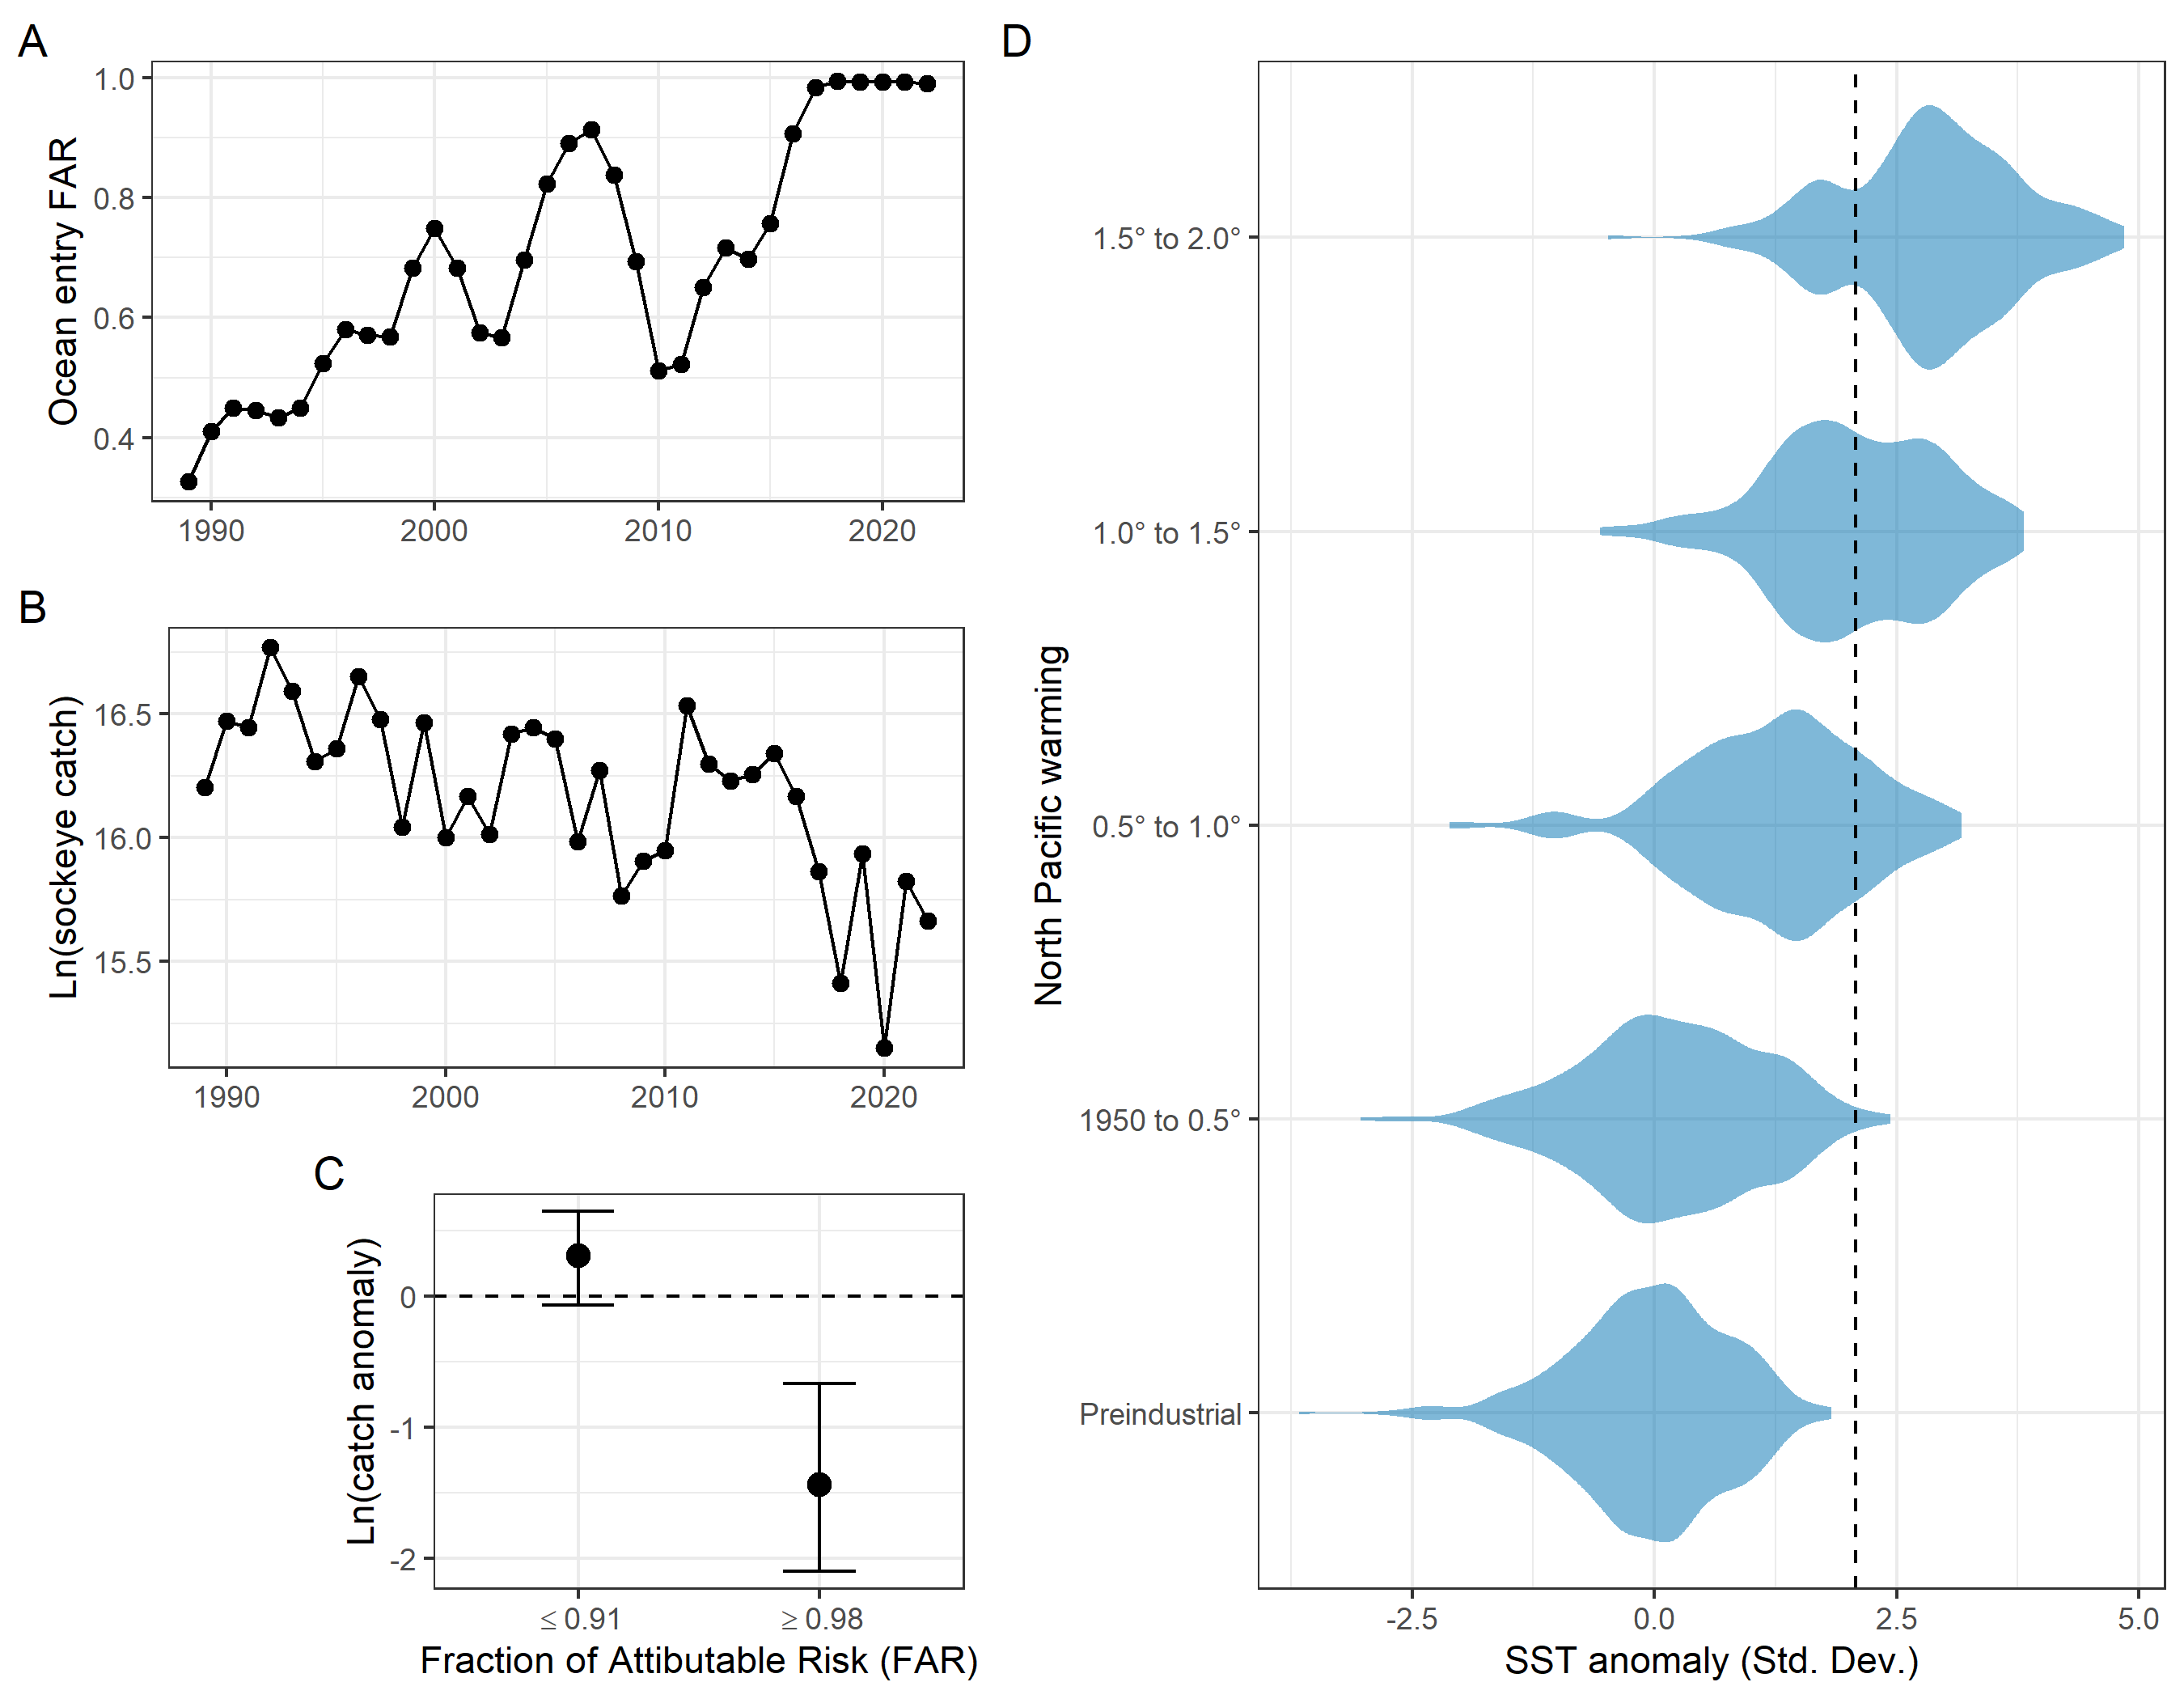 A
Ocean entry FAR
1.0
0.8
0.6
0.4
1990 2000 2010 2020
B
Ln(sockeye catch)
16.5
16.0
15.5
1990 2000 2010 2020
C
Ln(catch anomaly)
0
-1
-2
≤ 0.91 ≥ 0.98
Fraction of Attibutable Risk (FAR)
D
North Pacific warming
1.5° to 2.0°
1.0° to 1.5°
0.5° to 1.0°
1950 to 0.5°
Preindustrial
-2.5 0.0 2.5 5.0
SST anomaly (Std. Dev.)